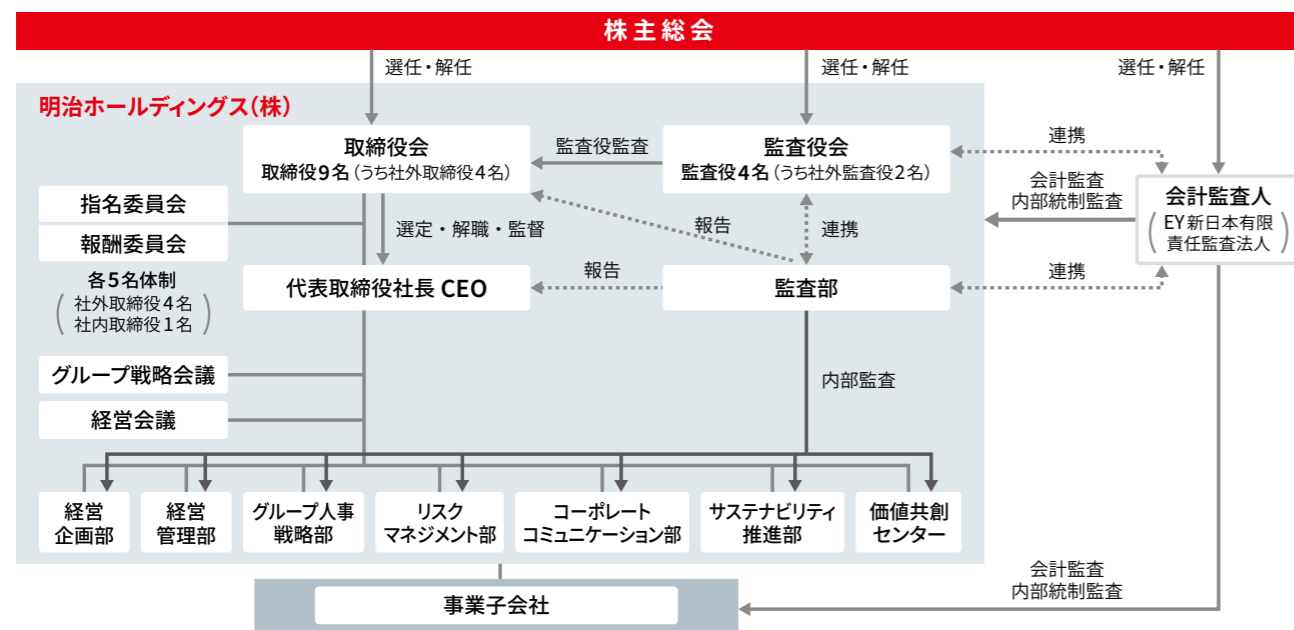 株主総会
選任・解任
選任・解任
選任・解任
明治ホールディングス(株)
取締役会
取締役9名(うち社外取締役4名)
監査役監査
監査役会
監査役4名(うち社外監査役2名)
連携
会計監査
内部統制監査
会計監査人
(EY新日本有限
責任監査法人)
指名委員会
報酬委員会
各5名体制
(社外取締役4名
社内取締役1名)
選定・解職・監督
報告
連携
代表取締役社長 CEO
報告
監査部
連携
グループ戦略会議
経営会議
内部監査
経営
企画部
経営
管理部
グループ人事
戦略部
リスク
マネジメント部
コーポレート
コミュニケーション部
サステナビリティ
推進部
価値共創
センター
事業子会社
会計監査
内部統制監査